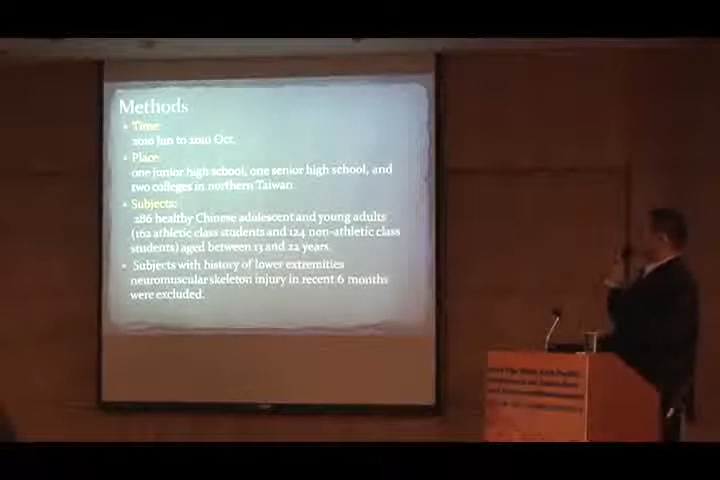 Methods
• Time:
2010 Jun to 2010 Oct.
• Place:
one junior high school, one senior high school, and
two colleges in northern Taiwan.
• Subjects:
286 healthy Chinese adolescent and young adults
(162 athletic class students and 124 non-athletic class
students) aged between 13 and 22 years.
• Subjects with history of lower extremities
neuromuscular skeleton injury in recent 6 months
were excluded.